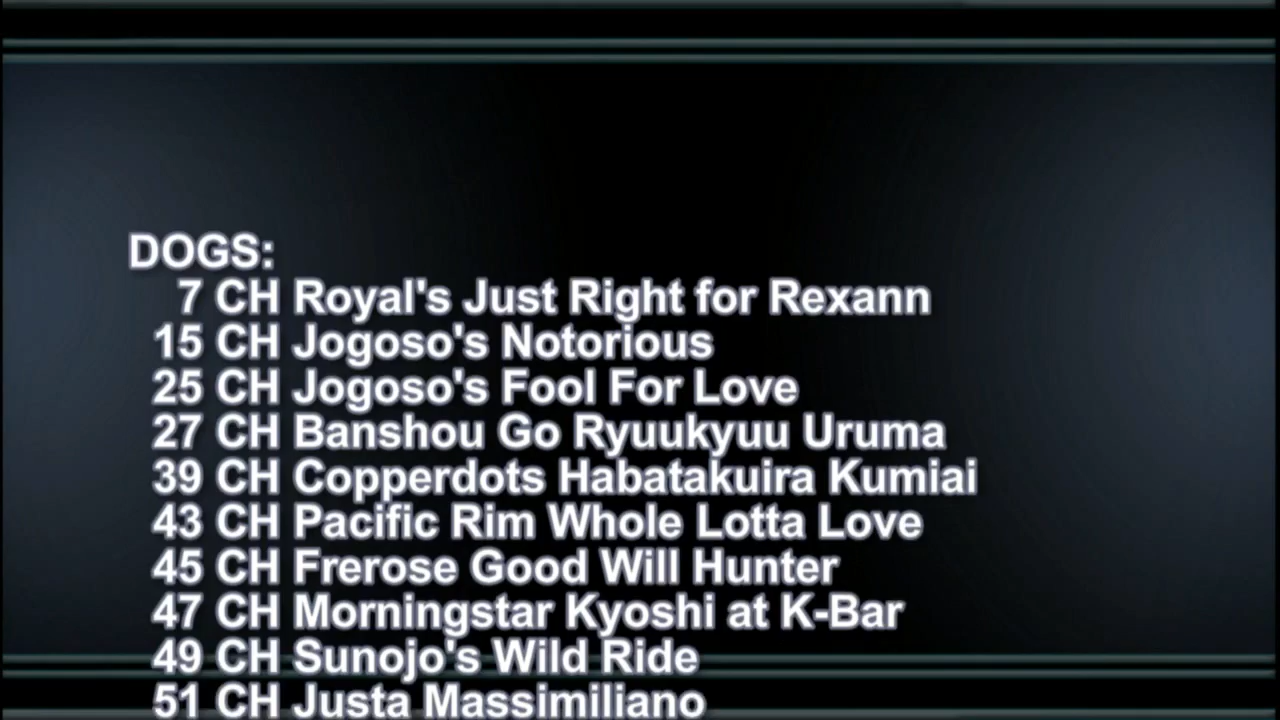 DOGS:
7 CH Royal's Just Right for Rexann
15 CH Jogoso's Notorious
25 CH Jogoso's Fool For Love
27 CH Banshou Go Ryuukyuu Uruma
39 CH Copperdots Habatakuira Kumiai
43 CH Pacific Rim Whole Lotta Love
45 CH Frerose Good Will Hunter
47 CH Morningstar Kyoshi at K-Bar
49 CH Sunojo's Wild Ride
51 CH Justa Massimiliano